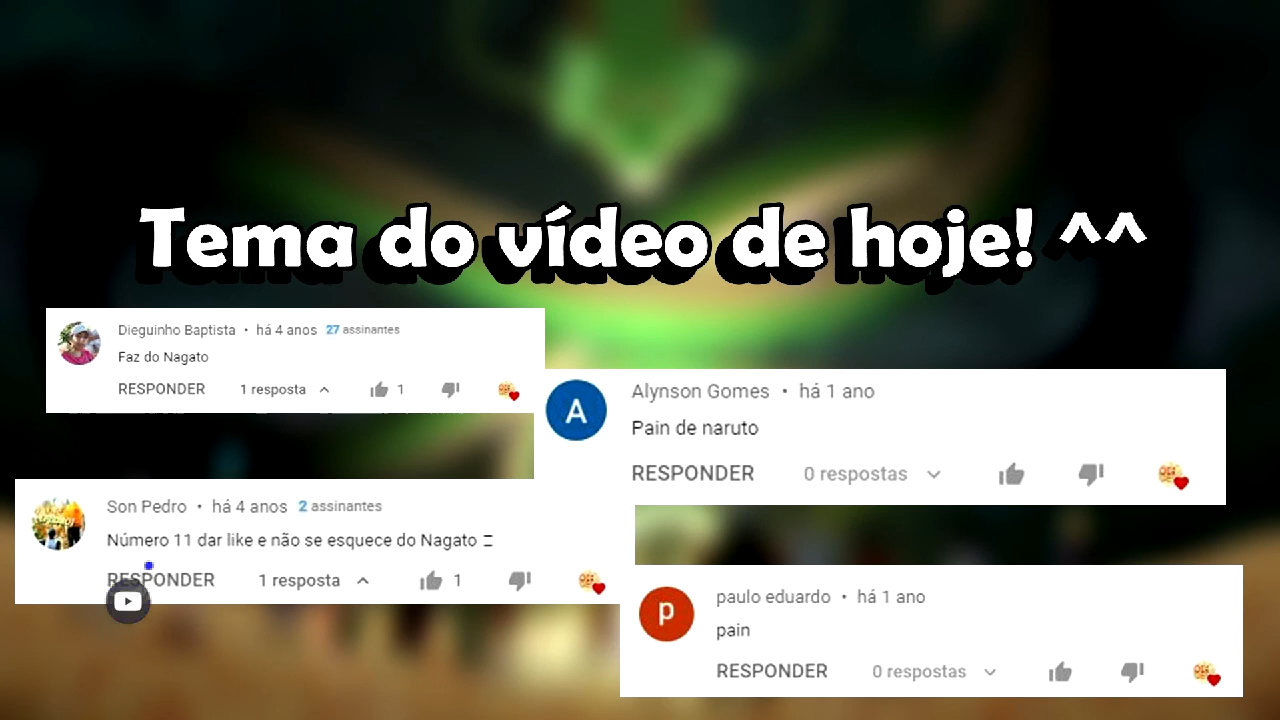 Tema do vídeo de hoje! ^^
Dieguinho Baptista • há 4 anos 27 assinantes
Faz do Nagato
RESPONDER 1 resposta 1
A
Alynson Gomes • há 1 ano
Pain de naruto
RESPONDER 0 respostas
Son Pedro • há 4 anos 2 assinantes
Número 11 dar like e não se esquece do Nagato
RESPONDER 1 resposta 1
p
paulo eduardo • há 1 ano
pain
RESPONDER 0 respostas